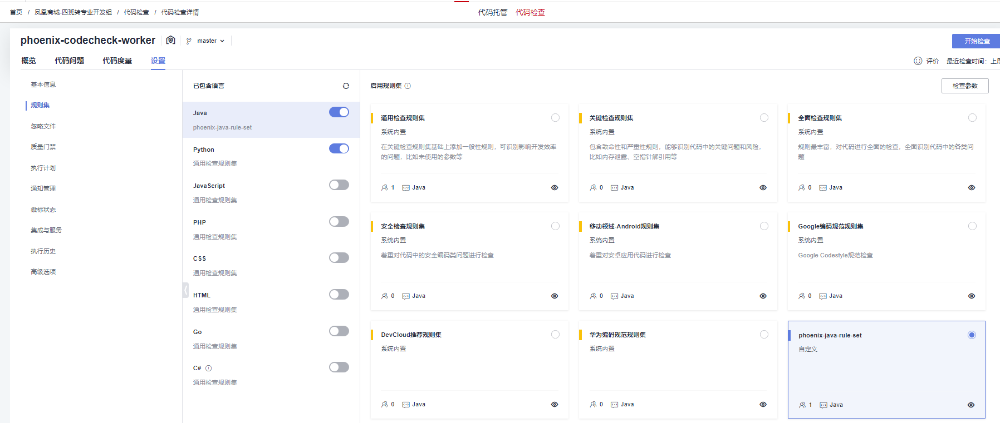 首页 / 凤凰商城-四班转专业开发组 / 代码检查 / 代码检查详情
代码托管 代码检查
phoenix-codecheck-worker master
开始检查
概览 代码问题 代码度量 设置
评价 最近检查时间：上
基本信息
规则集
忽略文件
质量门禁
执行计划
通知管理
徽标状态
集成与服务
执行历史
高级选项
已包含语言
Java
phoenix-java-rule-set
Python
通用检查规则集
JavaScript
通用检查规则集
PHP
通用检查规则集
CSS
通用检查规则集
HTML
通用检查规则集
Go
通用检查规则集
C#
通用检查规则集
启用规则集
检查参数
通用检查规则集
系统内置
在关键检查规则集基础上添加一般性规则，可识别影响开发效率
的问题，比如未使用的参数等
1 Java
关键检查规则集
系统内置
包含致命性和严重性规则，能够识别代码中的关键问题和风险，
比如内存泄露、空指针解引用等
0 Java
全面检查规则集
系统内置
规则最丰富，对代码进行全面的检查，全面识别代码中的各类问
题
0 Java
安全检查规则集
系统内置
着重对代码中的安全编码类问题进行检查
0 Java
移动领域-Android规则集
系统内置
着重对安卓应用代码进行检查
0 Java
Google编码规范规则集
系统内置
Google Codestyle规范检查
0 Java
DevCloud推荐规则集
系统内置
0 Java
华为编码规范规则集
系统内置
0 Java
phoenix-java-rule-set
自定义
1 Java